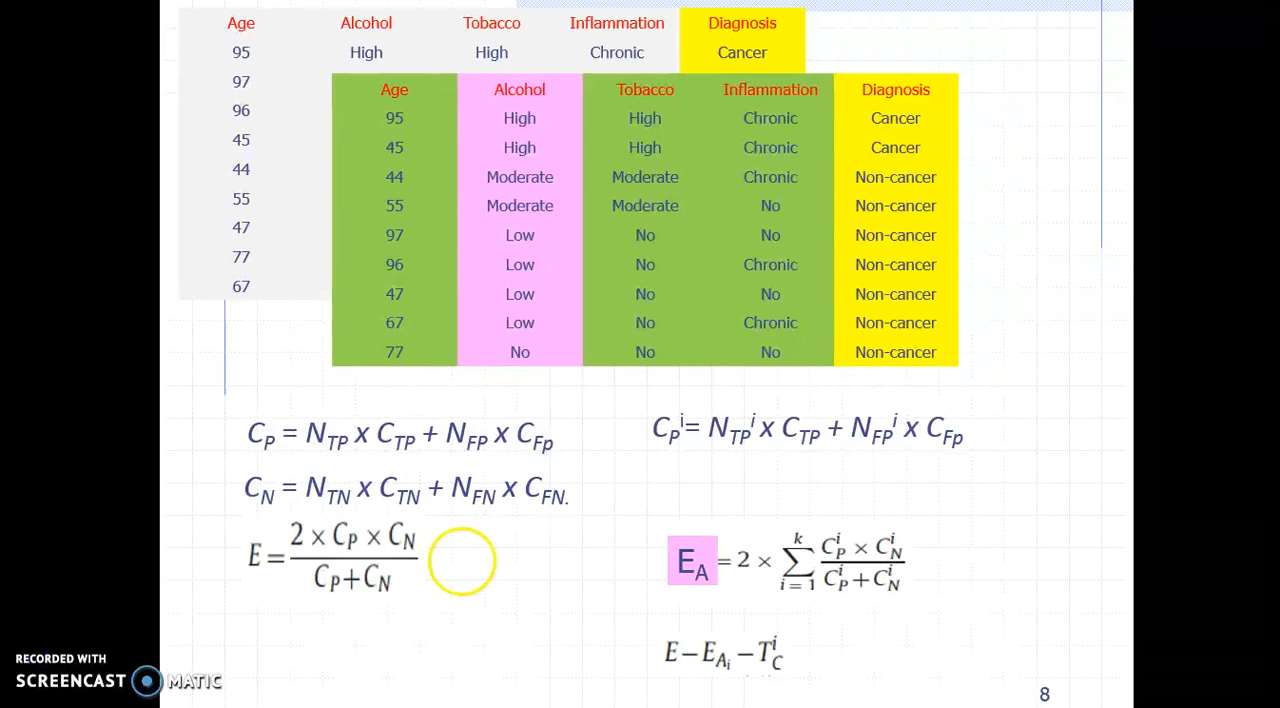 Age Alcohol Tobacco Inflammation Diagnosis
95 High High Chronic Cancer
97
96
45
44
55
47
77
67
Age Alcohol Tobacco Inflammation Diagnosis
95 High High Chronic Cancer
45 High High Chronic Cancer
44 Moderate Moderate Chronic Non-cancer
55 Moderate Moderate No Non-cancer
97 Low No No Non-cancer
96 Low No Chronic Non-cancer
47 Low No No Non-cancer
67 Low No Chronic Non-cancer
77 No No No Non-cancer
C_P = N_TP x C_TP + N_FP x C_Fp
C_P^i= N_TP^i x C_TP + N_FP^i x C_Fp
C_N = N_TN x C_TN + N_FN x C_FN.
E = (2 × C_P × C_N) / (C_P+C_N)
E_A = 2 × ∑_{i=1}^{k} (C_P^i × C_N^i) / (C_P^i + C_N^i)
E − E_{A_i} − T_C^i
RECORDED WITH
SCREENCAST MATIC
8